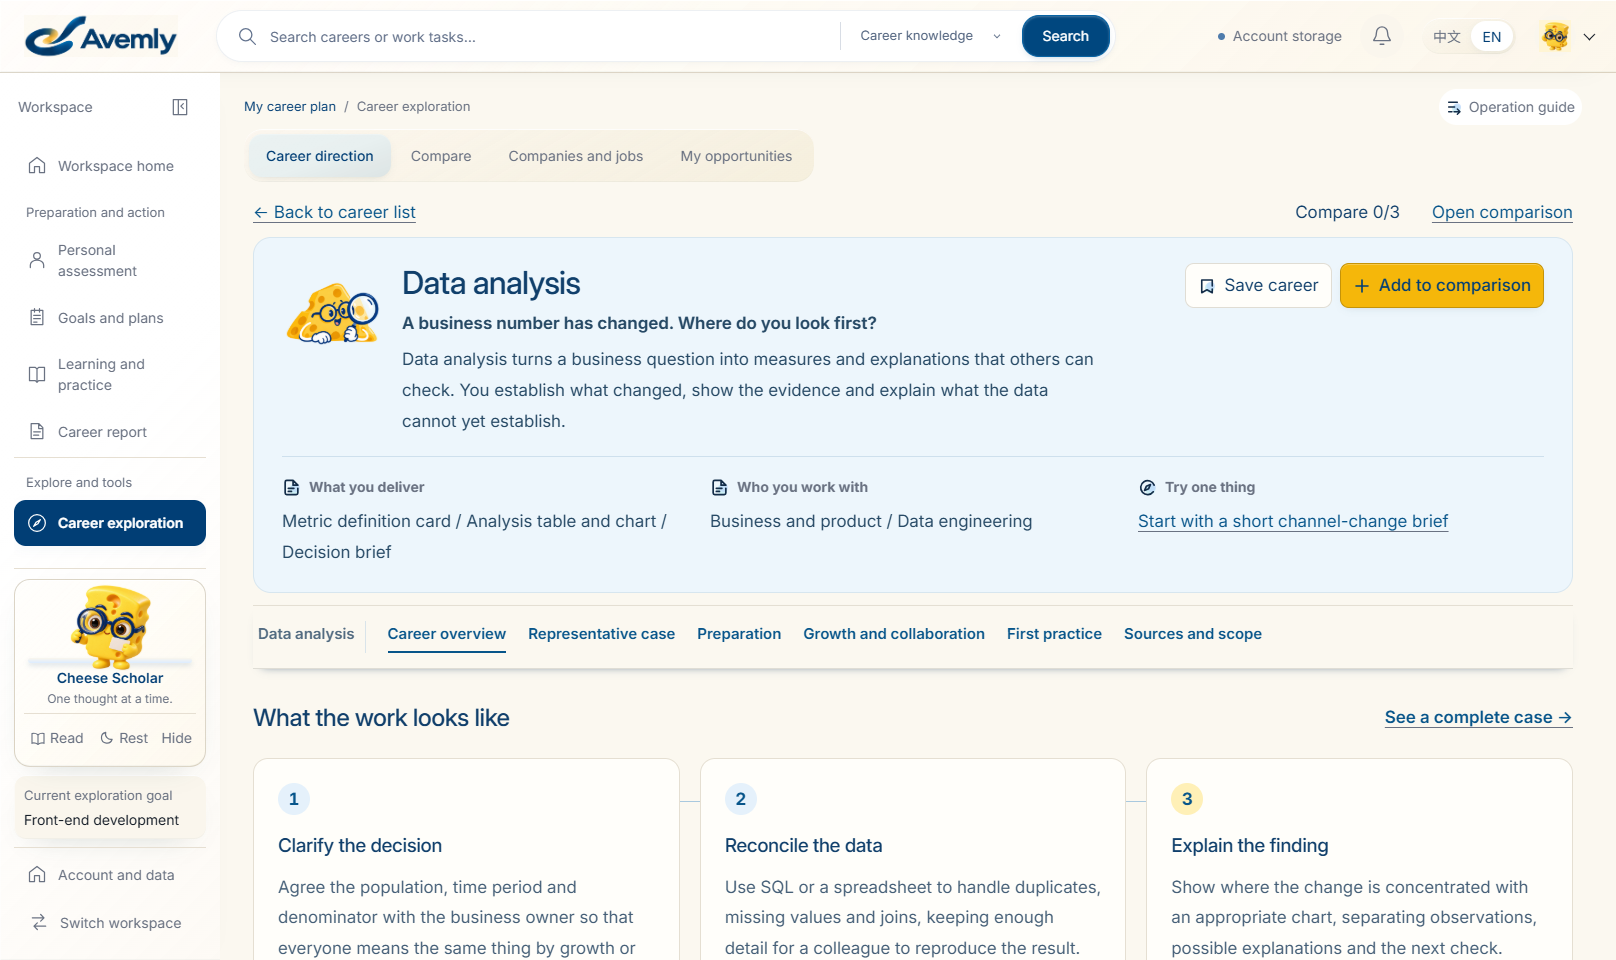 Avemly
Search careers or work tasks...
Career knowledge
Search
Account storage
中文
EN
Workspace
Workspace home
Preparation and action
Personal
assessment
Goals and plans
Learning and
practice
Career report
Explore and tools
Career exploration
Cheese Scholar
One thought at a time.
Read
Rest
Hide
Current exploration goal
Front-end development
Account and data
Switch workspace
My career plan / Career exploration
Operation guide
Career direction
Compare
Companies and jobs
My opportunities
← Back to career list
Compare 0/3
Open comparison
Data analysis
Save career
+ Add to comparison
A business number has changed. Where do you look first?
Data analysis turns a business question into measures and explanations that others can
check. You establish what changed, show the evidence and explain what the data
cannot yet establish.
What you deliver
Metric definition card / Analysis table and chart /
Decision brief
Who you work with
Business and product / Data engineering
Try one thing
Start with a short channel-change brief
Data analysis
Career overview
Representative case
Preparation
Growth and collaboration
First practice
Sources and scope
What the work looks like
See a complete case →
1
Clarify the decision
Agree the population, time period and
denominator with the business owner so that
everyone means the same thing by growth or
2
Reconcile the data
Use SQL or a spreadsheet to handle duplicates,
missing values and joins, keeping enough
detail for a colleague to reproduce the result.
3
Explain the finding
Show where the change is concentrated with
an appropriate chart, separating observations,
possible explanations and the next check.